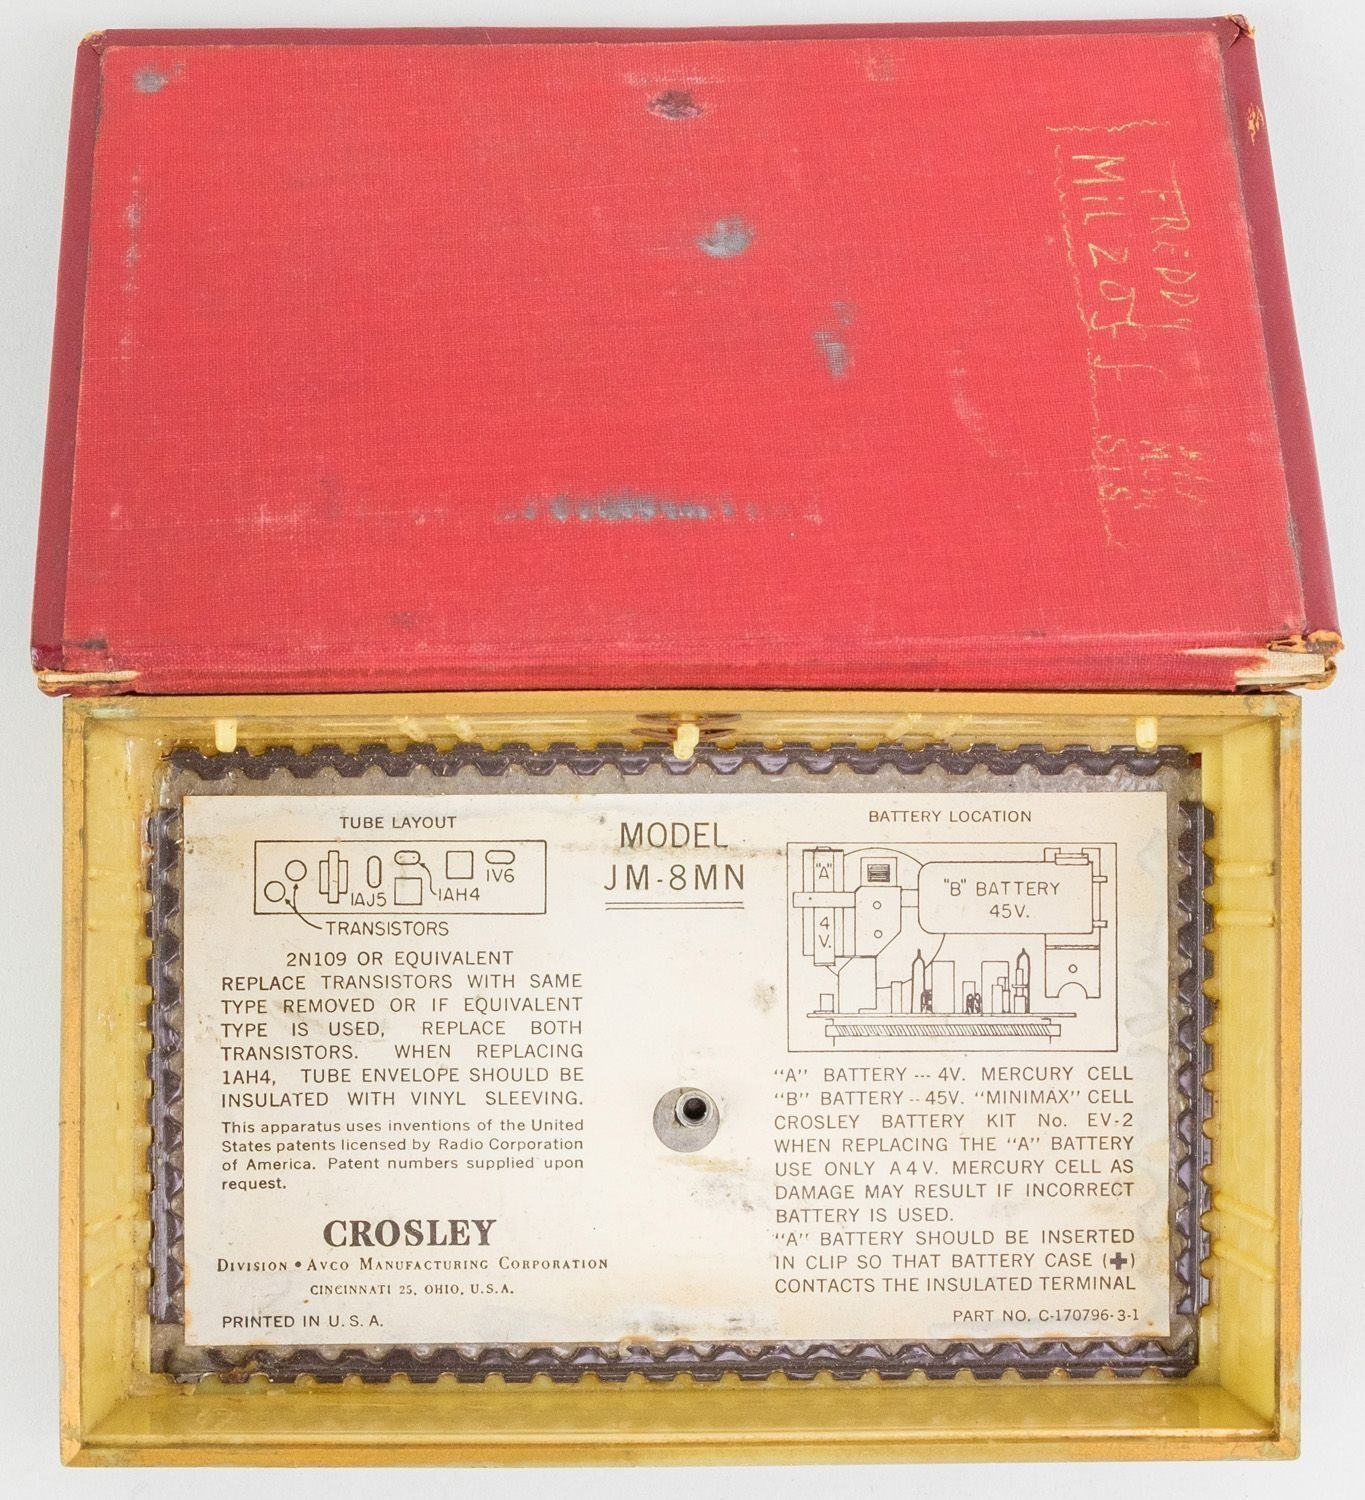 FREDDY
MIL 20
SIS
TUBE LAYOUT
1AJ5
1AH4
1V6
TRANSISTORS
2N109 OR EQUIVALENT
REPLACE TRANSISTORS WITH SAME
TYPE REMOVED OR IF EQUIVALENT
TYPE IS USED, REPLACE BOTH
TRANSISTORS. WHEN REPLACING
1AH4, TUBE ENVELOPE SHOULD BE
INSULATED WITH VINYL SLEEVING.
This apparatus uses inventions of the United
States patents licensed by Radio Corporation
of America. Patent numbers supplied upon
request.
CROSLEY
DIVISION • AVCO MANUFACTURING CORPORATION
CINCINNATI 25, OHIO, U.S.A.
PRINTED IN U. S. A.
MODEL
JM-8MN
BATTERY LOCATION
"A"
4
V.
"B" BATTERY
45V.
"A" BATTERY --- 4V. MERCURY CELL
"B" BATTERY -- 45V. "MINIMAX" CELL
CROSLEY BATTERY KIT No. EV-2
WHEN REPLACING THE "A" BATTERY
USE ONLY A 4 V. MERCURY CELL AS
DAMAGE MAY RESULT IF INCORRECT
BATTERY IS USED.
"A" BATTERY SHOULD BE INSERTED
IN CLIP SO THAT BATTERY CASE (+)
CONTACTS THE INSULATED TERMINAL
PART NO. C-170796-3-1